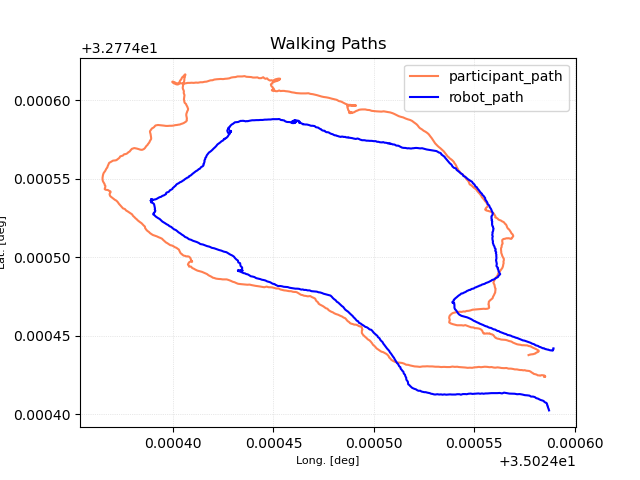 Walking Paths
+3.2774e1
participant_path
robot_path
0.00060
0.00055
0.00050
0.00045
0.00040
Lat. [deg]
0.00040 0.00045 0.00050 0.00055 0.00060
Long. [deg]
+3.5024e1